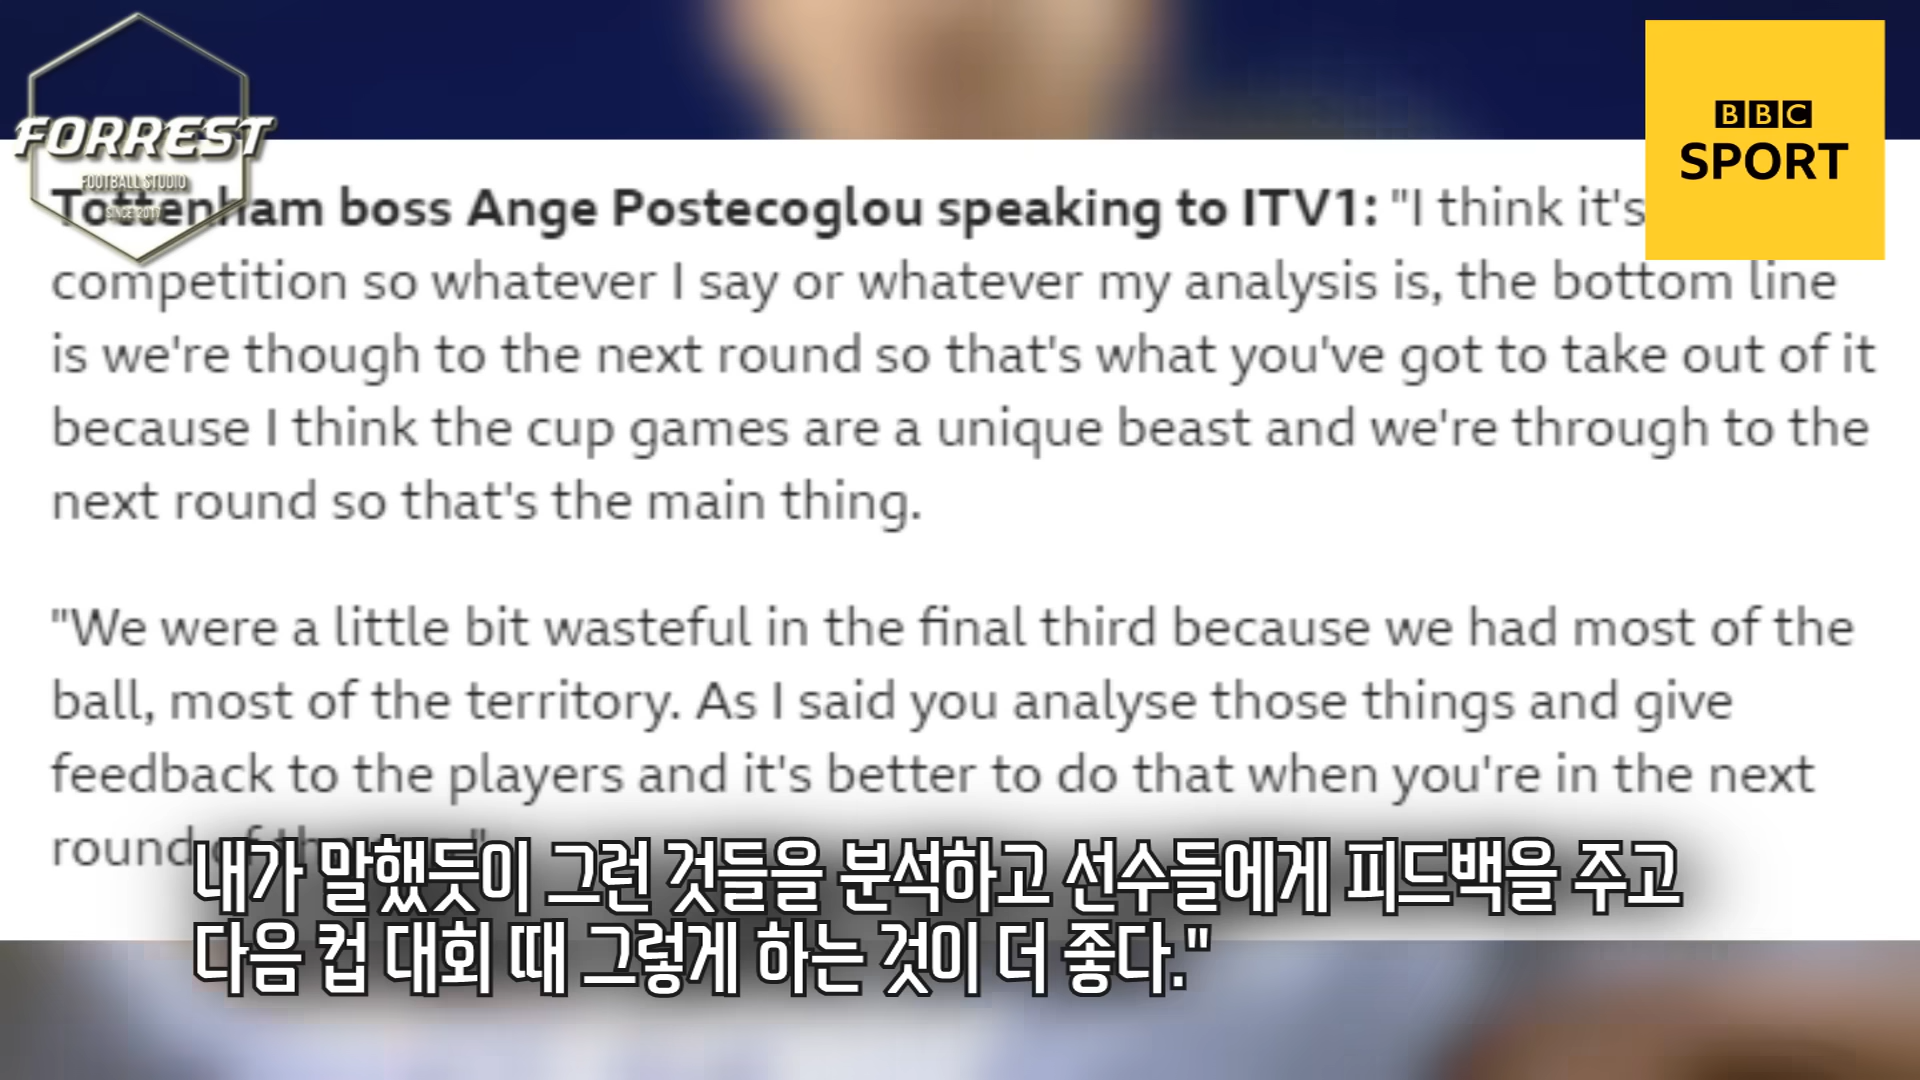 FORREST
FOOTBALL STUDIO
SINCE 2017
BBC
SPORT
Tottenham boss Ange Postecoglou speaking to ITV1: "I think it's
competition so whatever I say or whatever my analysis is, the bottom line
is we're though to the next round so that's what you've got to take out of it
because I think the cup games are a unique beast and we're through to the
next round so that's the main thing.
"We were a little bit wasteful in the final third because we had most of the
ball, most of the territory. As I said you analyse those things and give
feedback to the players and it's better to do that when you're in the next
round
내가 말했듯이 그런 것들을 분석하고 선수들에게 피드백을 주고
다음 컵 대회 때 그렇게 하는 것이 더 좋다."